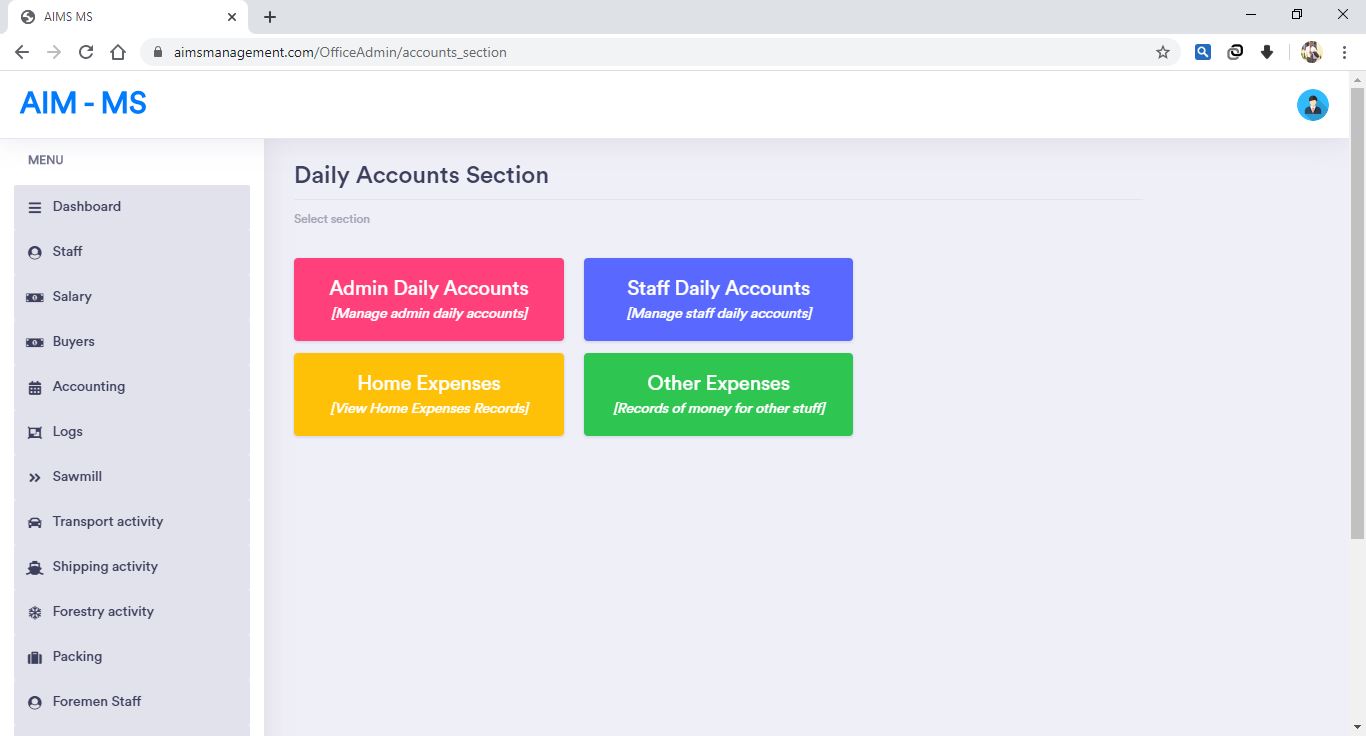 AIMS MS
aimsmanagement.com/OfficeAdmin/accounts_section
AIM - MS
MENU
Dashboard
Staff
Salary
Buyers
Accounting
Logs
Sawmill
Transport activity
Shipping activity
Forestry activity
Packing
Foremen Staff
Daily Accounts Section
Select section
Admin Daily Accounts
[Manage admin daily accounts]
Staff Daily Accounts
[Manage staff daily accounts]
Home Expenses
[View Home Expenses Records]
Other Expenses
[Records of money for other stuff]